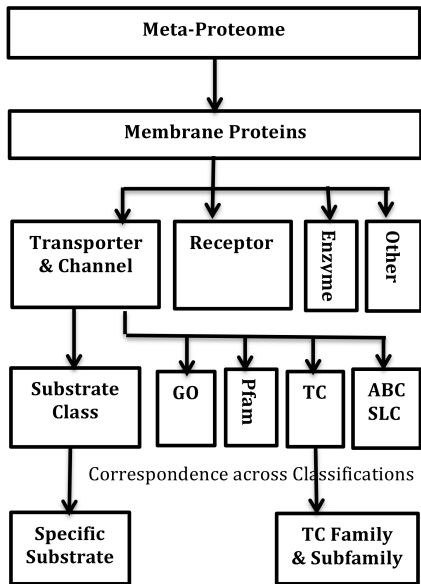 Meta-Proteome
Membrane Proteins
Transporter
& Channel
Receptor
Enzyme
Other
Substrate
Class
GO
Pfam
TC
ABC
SLC
Correspondence across Classifications
Specific
Substrate
TC Family
& Subfamily